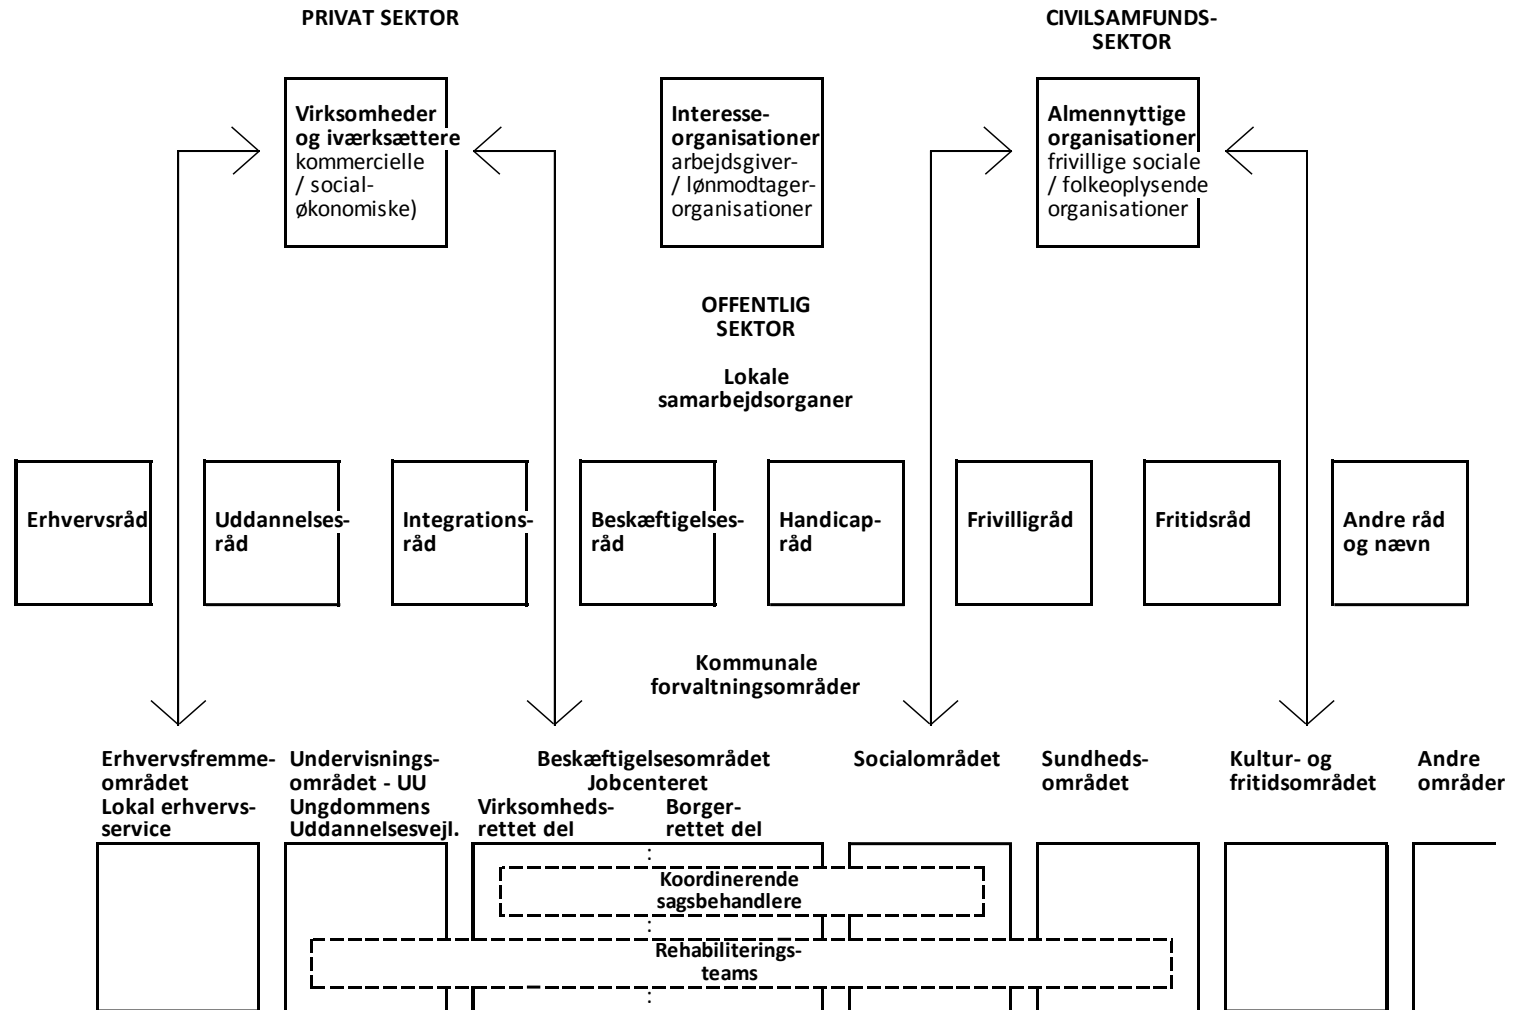 PRIVAT SEKTOR
CIVILSAMFUNDS-
SEKTOR
Virksomheder
og iværksættere
kommercielle
/ social-
økonomiske)
Interesse-
organisationer
arbejdsgiver-
/ lønmodtager-
organisationer
Almennyttige
organisationer
frivillige sociale
/ folkeoplysende
organisationer
OFFENTLIG
SEKTOR
Lokale
samarbejdsorganer
Erhvervsråd
Uddannelses-
råd
Integrations-
råd
Beskæftigelses-
råd
Handicap-
råd
Frivilligråd
Fritidsråd
Andre råd
og nævn
Kommunale
forvaltningsområder
Erhvervsfremme-
området
Lokal erhvervs-
service
Undervisnings-
området - UU
Ungdommens
Uddannelsesvejl.
Beskæftigelsesområdet
Jobcenteret
Virksomheds-
rettet del
Borger-
rettet del
Socialområdet
Sundheds-
området
Kultur- og
fritidsområdet
Andre
områder
Koordinerende
sagsbehandlere
Rehabiliterings-
teams